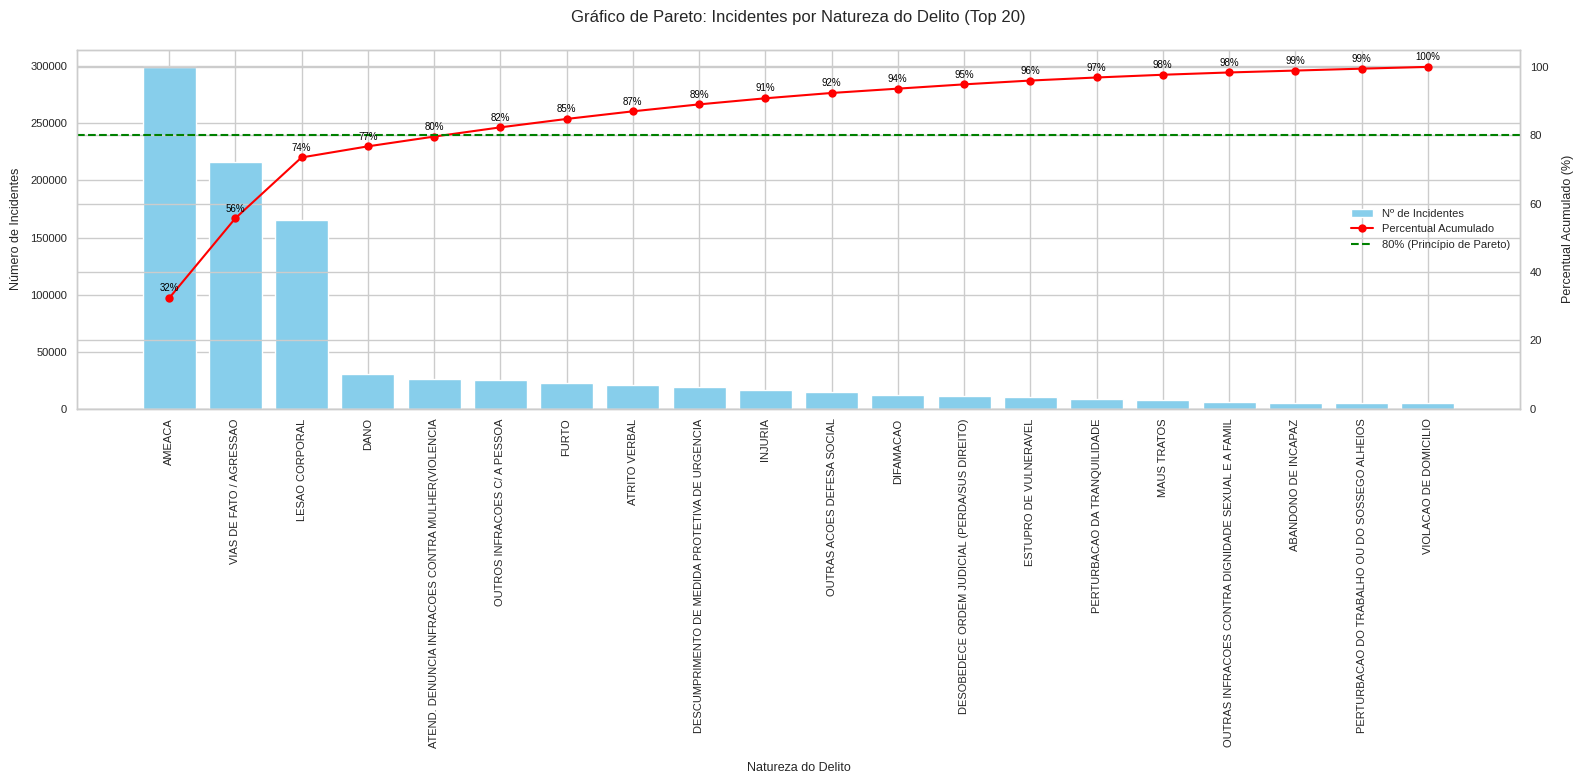 Gráfico de Pareto: Incidentes por Natureza do Delito (Top 20)
Número de Incidentes
300000
250000
200000
150000
100000
50000
0
32%
56%
74%
77%
80%
82%
85%
87%
89%
91%
92%
94%
95%
96%
97%
98%
98%
99%
99%
100%
100
80
60
40
20
0
Percentual Acumulado (%)
Nº de Incidentes
Percentual Acumulado
80% (Princípio de Pareto)
AMEACA
VIAS DE FATO / AGRESSAO
LESAO CORPORAL
DANO
ATEND. DENUNCIA INFRACOES CONTRA MULHER(VIOLENCIA
OUTROS INFRACOES C/ A PESSOA
FURTO
ATRITO VERBAL
DESCUMPRIMENTO DE MEDIDA PROTETIVA DE URGENCIA
INJURIA
OUTRAS ACOES DEFESA SOCIAL
DIFAMACAO
DESOBEDECE ORDEM JUDICIAL (PERDA/SUS DIREITO)
ESTUPRO DE VULNERAVEL
PERTURBACAO DA TRANQUILIDADE
MAUS TRATOS
OUTRAS INFRACOES CONTRA DIGNIDADE SEXUAL E A FAMIL
ABANDONO DE INCAPAZ
PERTURBACAO DO TRABALHO OU DO SOSSEGO ALHEIOS
VIOLACAO DE DOMICILIO
Natureza do Delito